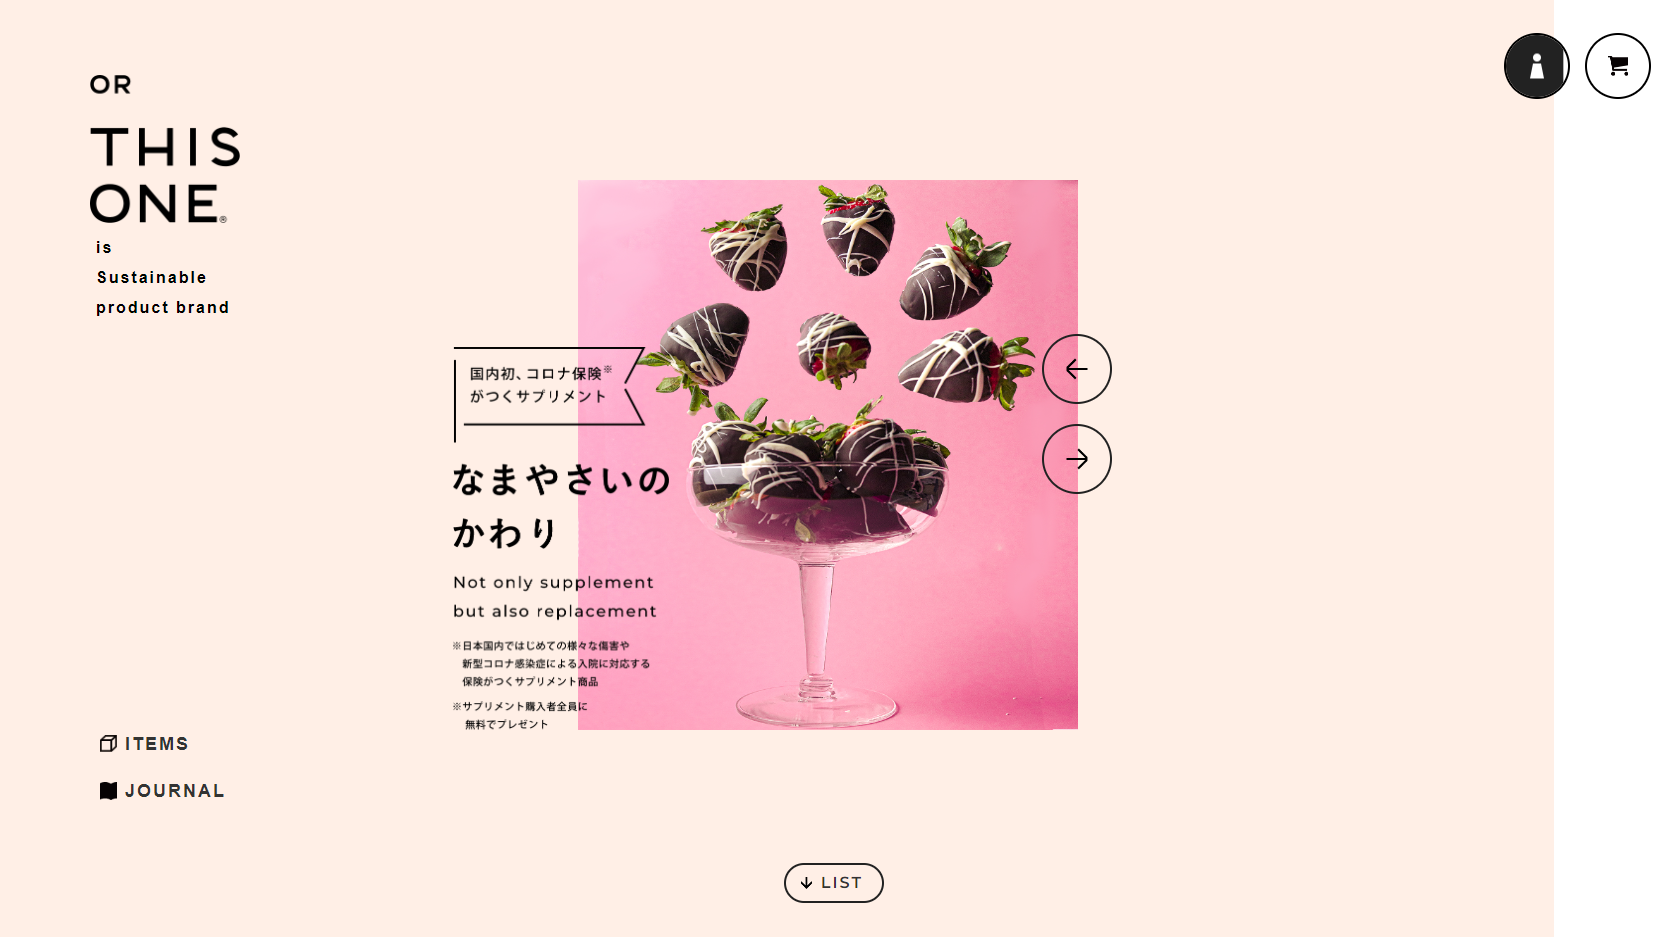 OR
THIS
ONE®
is
Sustainable
product brand
国内初、コロナ保険※
がつくサプリメント
なまやさいの
かわり
Not only supplement
but also replacement
※日本国内ではじめての様々な傷害や
新型コロナ感染症による入院に対応する
保険がつくサプリメント商品
※サプリメント購入者全員に
無料でプレゼント
ITEMS
JOURNAL
LIST